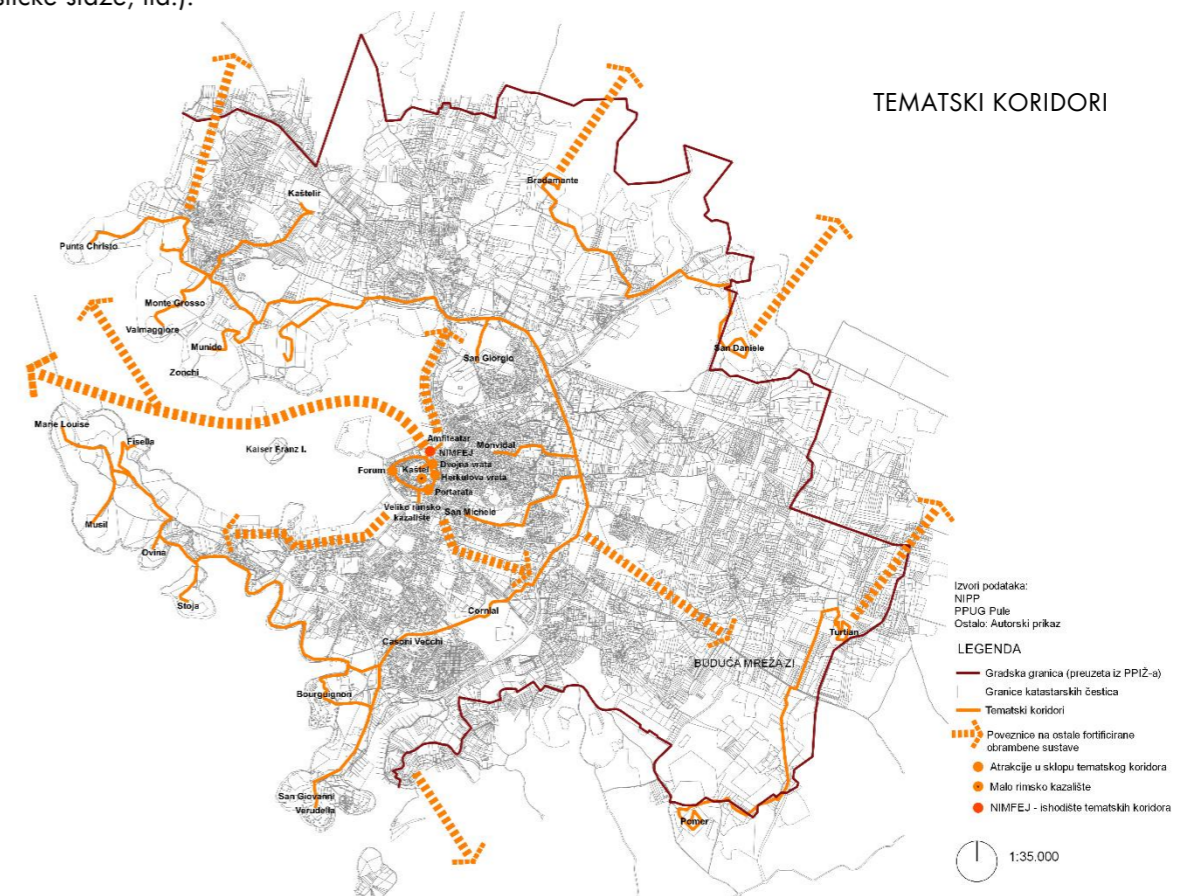 TEMATSKI KORIDORI
Bradamante
Kaštelir
Punta Christo
Monte Grosso
Valmaggiore
Munide
Zonchi
San Giorgio
San Daniele
Marie Louise
Fisella
Kaiser Franz I.
Amfiteatar
NIMFEJ
Monvidal
Dvojna vrata
Forum
Kaštel
Herkulova vrata
Portarata
Veliko rimsko
kazalište
San Michele
Musil
Ovina
Stoja
Corniai
Casoni Vecchi
Bourguignon
San Giovanni
Verudella
BUDUĆA MREŽA ZI
Turtian
Pomer
Izvori podataka:
NIPP
PPUG Pule
Ostalo: Autorski prikaz
LEGENDA
Gradska granica (preuzeta iz PPIŽ-a)
Granice katastarskih čestica
Tematski koridori
Poveznice na ostale fortificirane
obrambene sustave
Atrakcije u sklopu tematskog koridora
Malo rimsko kazalište
NIMFEJ - ishodište tematskih koridora
1:35.000